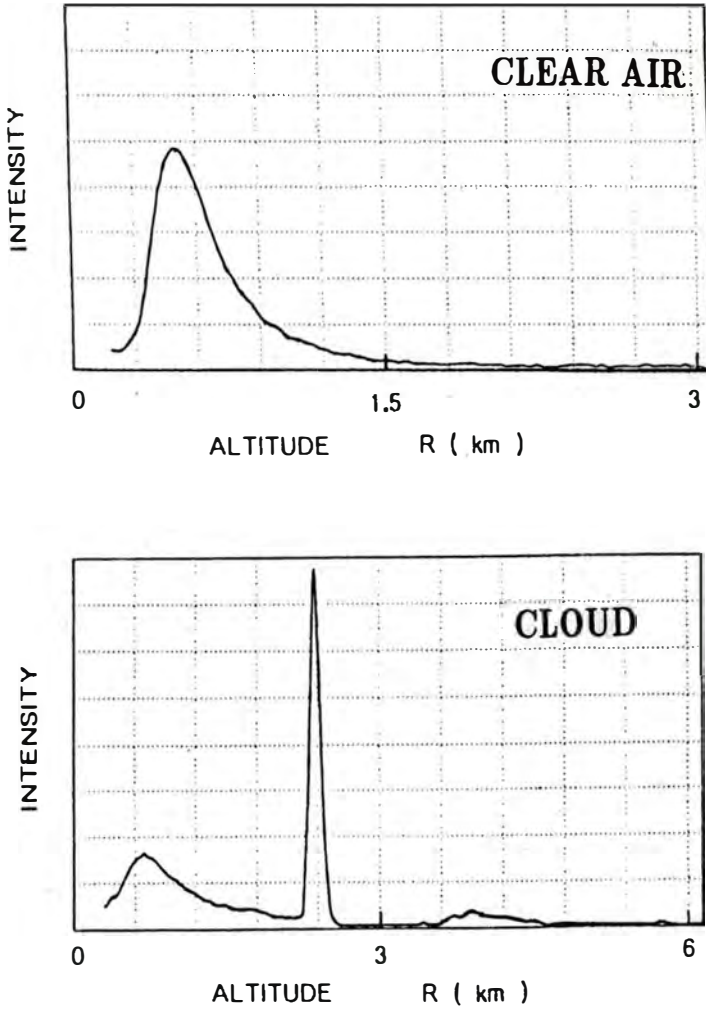 CLEAR AIR
INTENSITY
0 1.5 3
ALTITUDE R ( km )
CLOUD
INTENSITY
0 3 6
ALTITUDE R ( km )